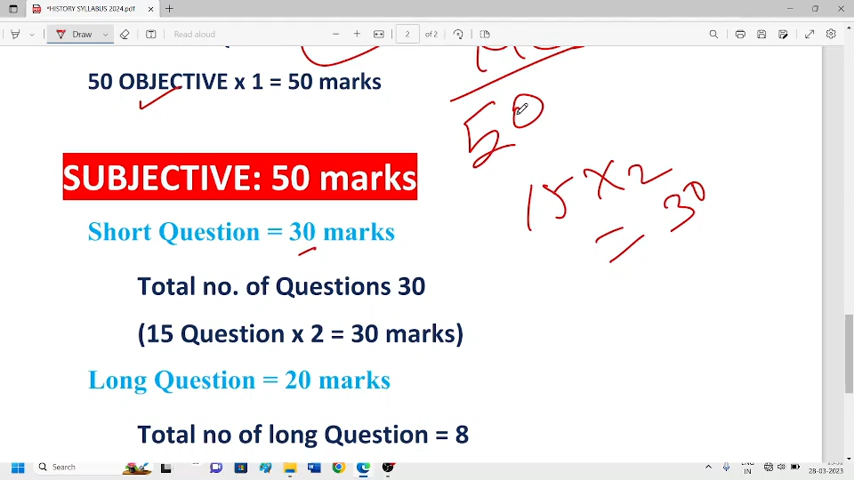 *HISTORY SYLLABUS 2024.pdf
Draw
Read aloud
2 of 2
50 OBJECTIVE x 1 = 50 marks
50
SUBJECTIVE: 50 marks
15 x 2
= 30
Short Question = 30 marks
Total no. of Questions 30
(15 Question x 2 = 30 marks)
Long Question = 20 marks
Total no of long Question = 8
Search
ENG
IN
28-03-2023